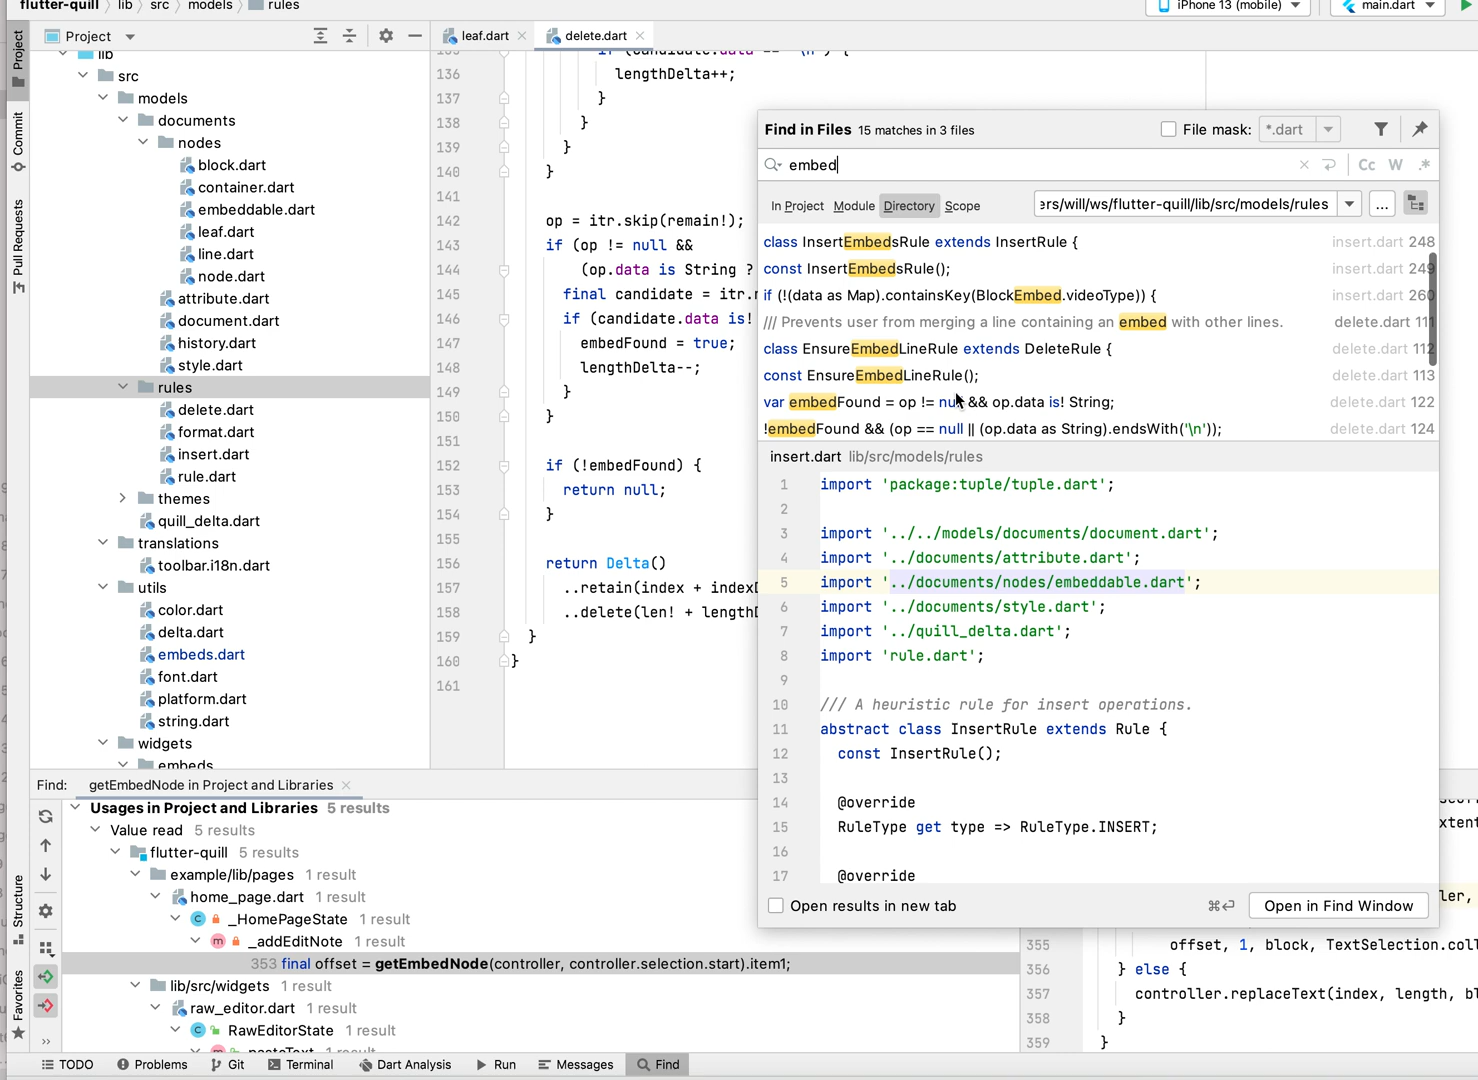 flutter-quill
lib
src
models
rules
iPhone 13 (mobile)
main.dart
Project
leaf.dart
delete.dart
Project
Commit
Pull Requests
Structure
Favorites
lib
src
models
documents
nodes
block.dart
container.dart
embeddable.dart
leaf.dart
line.dart
node.dart
attribute.dart
document.dart
history.dart
style.dart
rules
delete.dart
format.dart
insert.dart
rule.dart
themes
quill_delta.dart
translations
toolbar.i18n.dart
utils
color.dart
delta.dart
embeds.dart
font.dart
platform.dart
string.dart
widgets
embeds
136 lengthDelta++;
137 }
138 }
139 }
140 }
141
142 op = itr.skip(remain!);
143 if (op != null &&
144 (op.data is String ?
145 final candidate = itr.
146 if (candidate.data is!
147 embedFound = true;
148 lengthDelta--;
149 }
150 }
151
152 if (!embedFound) {
153 return null;
154 }
155
156 return Delta()
157 ..retain(index +
158 ..delete(len! +
159 }
160 }
161
Find in Files 15 matches in 3 files
File mask: *.dart
embed
Cc W .*
In Project Module Directory Scope
ers/will/ws/flutter-quill/lib/src/models/rules
...
class InsertEmbedsRule extends InsertRule { insert.dart 248
const InsertEmbedsRule(); insert.dart 249
if (!(data as Map).containsKey(BlockEmbed.videoType)) { insert.dart 260
/// Prevents user from merging a line containing an embed with other lines. delete.dart 111
class EnsureEmbedLineRule extends DeleteRule { delete.dart 112
const EnsureEmbedLineRule(); delete.dart 113
var embedFound = op != null && op.data is! String; delete.dart 122
!embedFound && (op == null || (op.data as String).endsWith('\n')); delete.dart 124
insert.dart lib/src/models/rules
1 import 'package:tuple/tuple.dart';
2
3 import '../../models/documents/document.dart';
4 import '../documents/attribute.dart';
5 import '../documents/nodes/embeddable.dart';
6 import '../documents/style.dart';
7 import '../quill_delta.dart';
8 import 'rule.dart';
9
10 /// A heuristic rule for insert operations.
11 abstract class InsertRule extends Rule {
12 const InsertRule();
13
14 @override
15 RuleType get type => RuleType.INSERT;
16
17 @override
Open results in new tab
⌘↵
Open in Find Window
Find: getEmbedNode in Project and Libraries
Usages in Project and Libraries 5 results
Value read 5 results
flutter-quill 5 results
example/lib/pages 1 result
home_page.dart 1 result
_HomePageState 1 result
_addEditNote 1 result
353 final offset = getEmbedNode(controller, controller.selection.start).item1;
lib/src/widgets 1 result
raw_editor.dart 1 result
RawEditorState 1 result
355 offset, 1, block, TextSelection.coll
356 } else {
357 controller.replaceText(index, length, bl
358 }
359 }
TODO
Problems
Git
Terminal
Dart Analysis
Run
Messages
Find